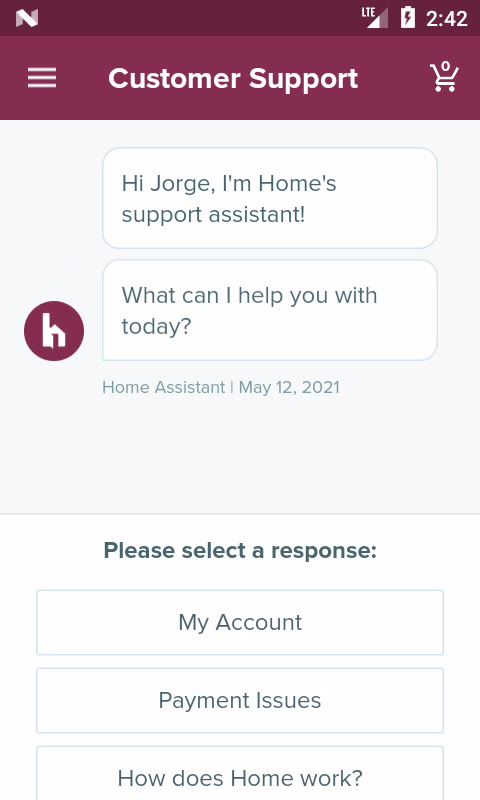 LTE
2:42
Customer Support
0
Hi Jorge, I'm Home's
support assistant!
What can I help you with
today?
h
Home Assistant | May 12, 2021
Please select a response:
My Account
Payment Issues
How does Home work?